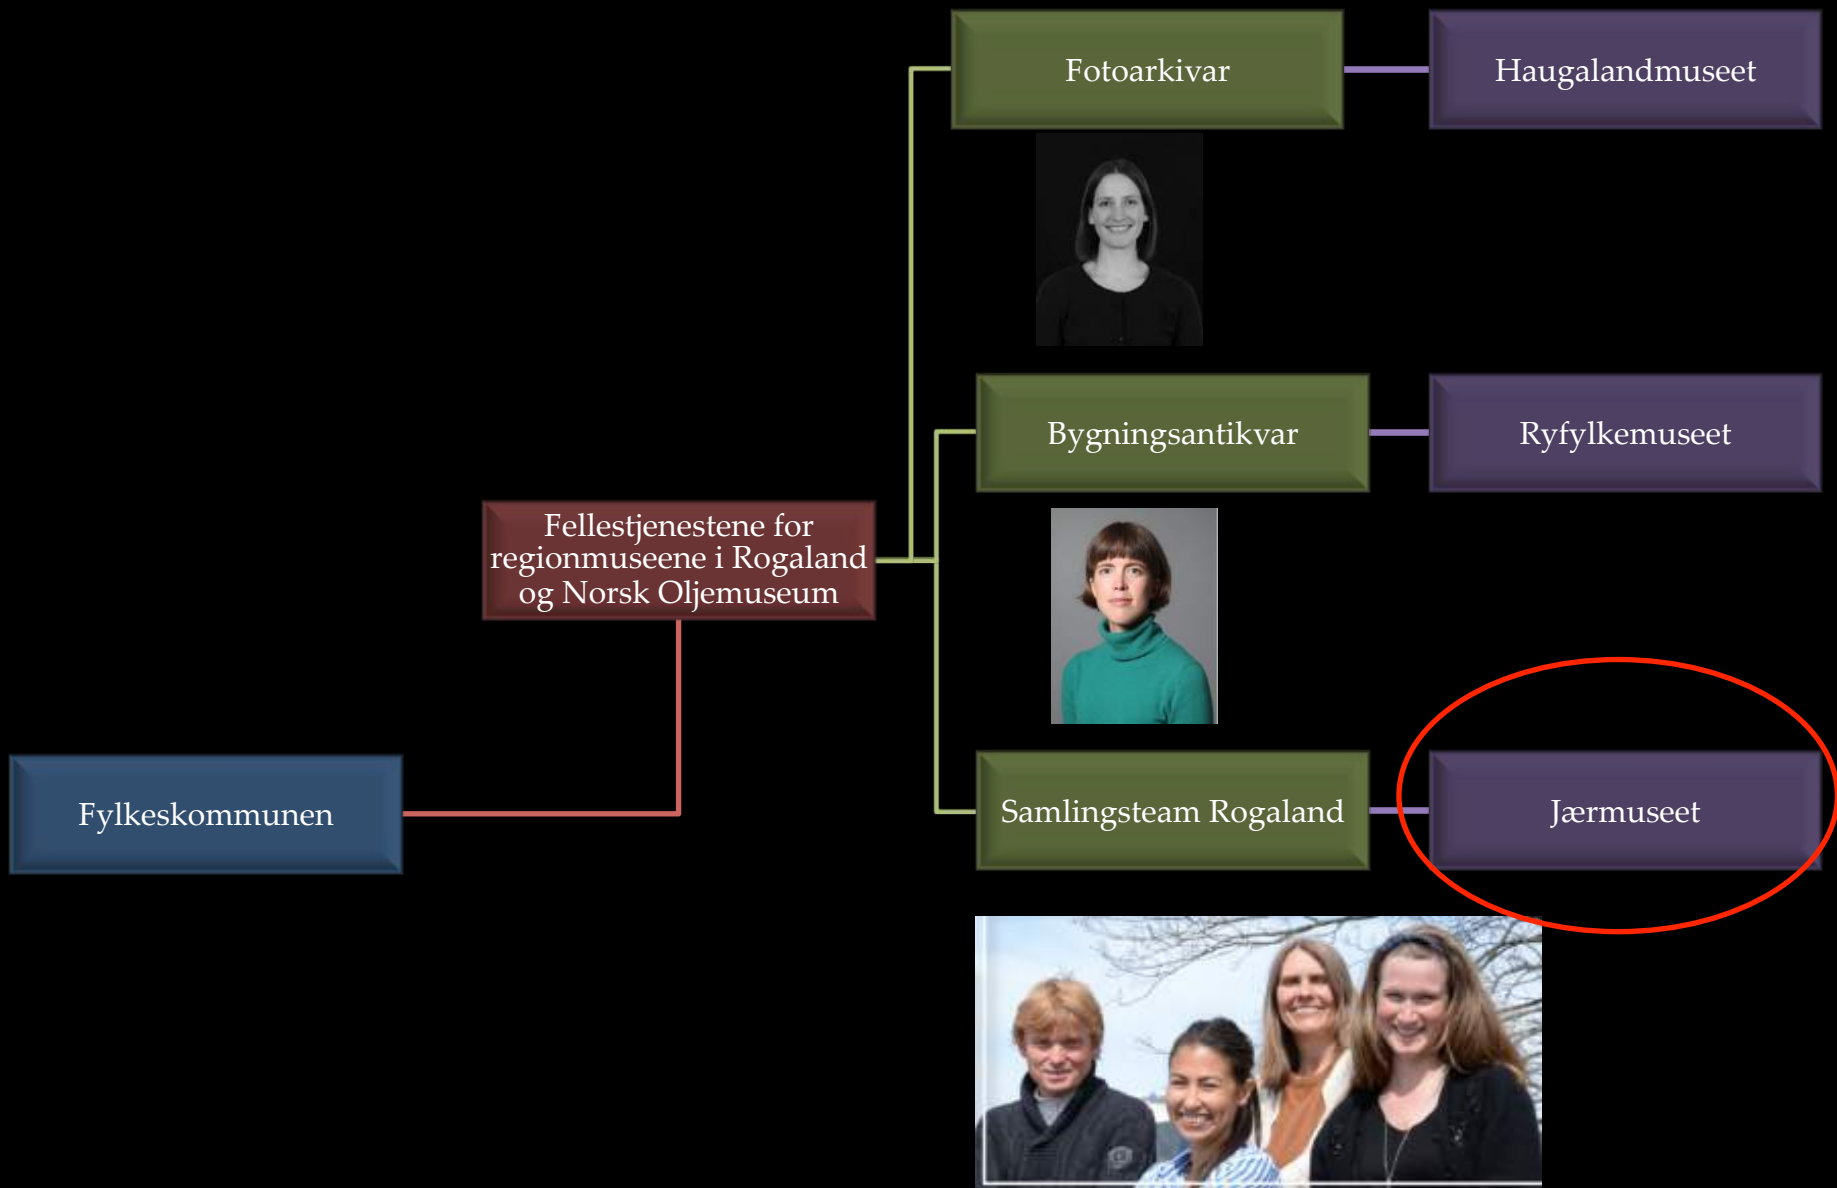 Fotoarkivar
Haugalandmuseet
Bygningsantikvar
Ryfylkemuseet
Fellestjenestene for
regionmuseene i Rogaland
og Norsk Oljemuseum
Fylkeskommunen
Samlingsteam Rogaland
Jærmuseet